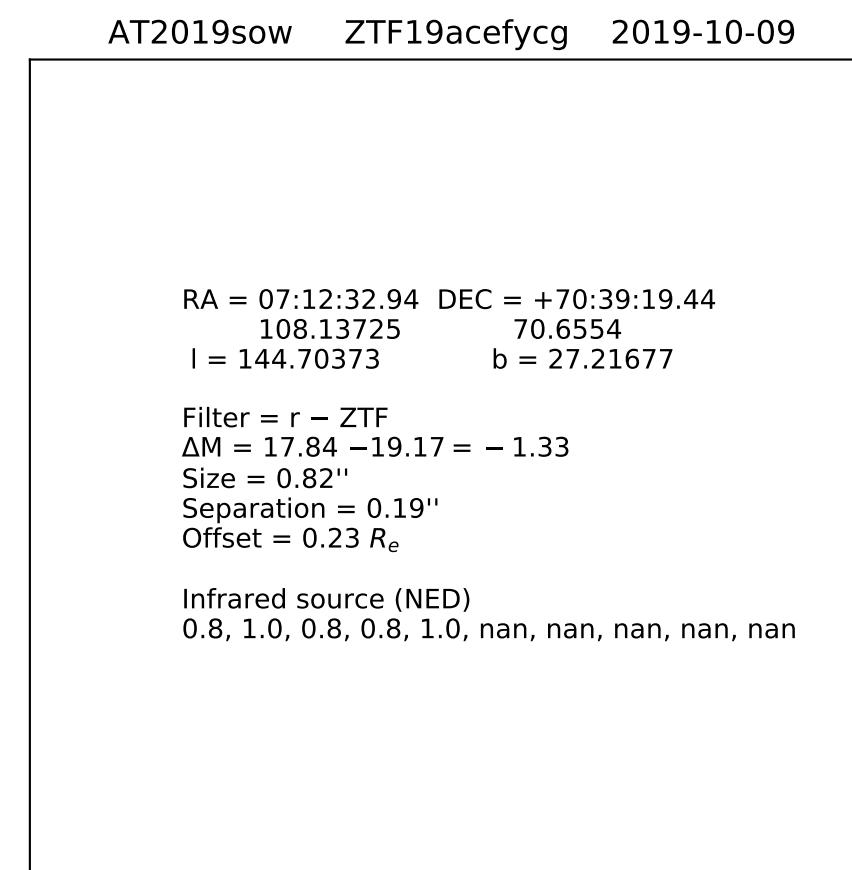 AT2019sow ZTF19acefycg 2019-10-09
RA = 07:12:32.94 DEC = +70:39:19.44
108.13725 70.6554
l = 144.70373 b = 27.21677
Filter = r − ZTF
ΔM = 17.84 −19.17 = − 1.33
Size = 0.82''
Separation = 0.19''
Offset = 0.23 Re
Infrared source (NED)
0.8, 1.0, 0.8, 0.8, 1.0, nan, nan, nan, nan, nan